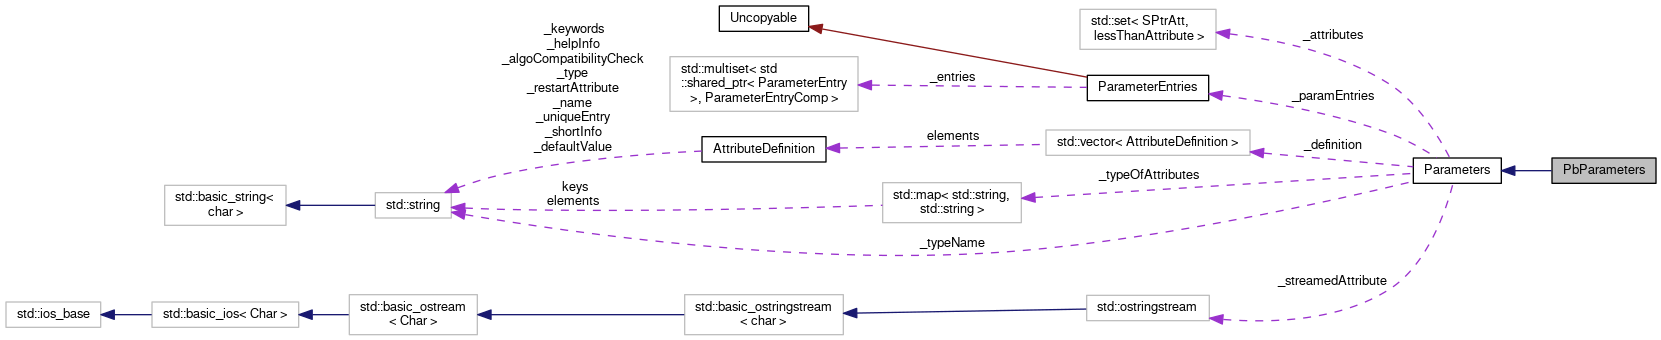 _keywords
_helpInfo
_algoCompatibilityCheck
_type
_restartAttribute
_name
_uniqueEntry
_shortInfo
_defaultValue
Uncopyable
std::set< SPtrAtt,
lessThanAttribute >
_attributes
std::multiset< std
::shared_ptr< ParameterEntry
>, ParameterEntryComp >
_entries
ParameterEntries
_paramEntries
AttributeDefinition
elements
std::vector< AttributeDefinition >
_definition
Parameters
PbParameters
std::basic_string<
char >
std::string
keys
elements
std::map< std::string,
std::string >
_typeOfAttributes
_typeName
_streamedAttribute
std::ios_base
std::basic_ios< Char >
std::basic_ostream
< Char >
std::basic_ostringstream
< char >
std::ostringstream